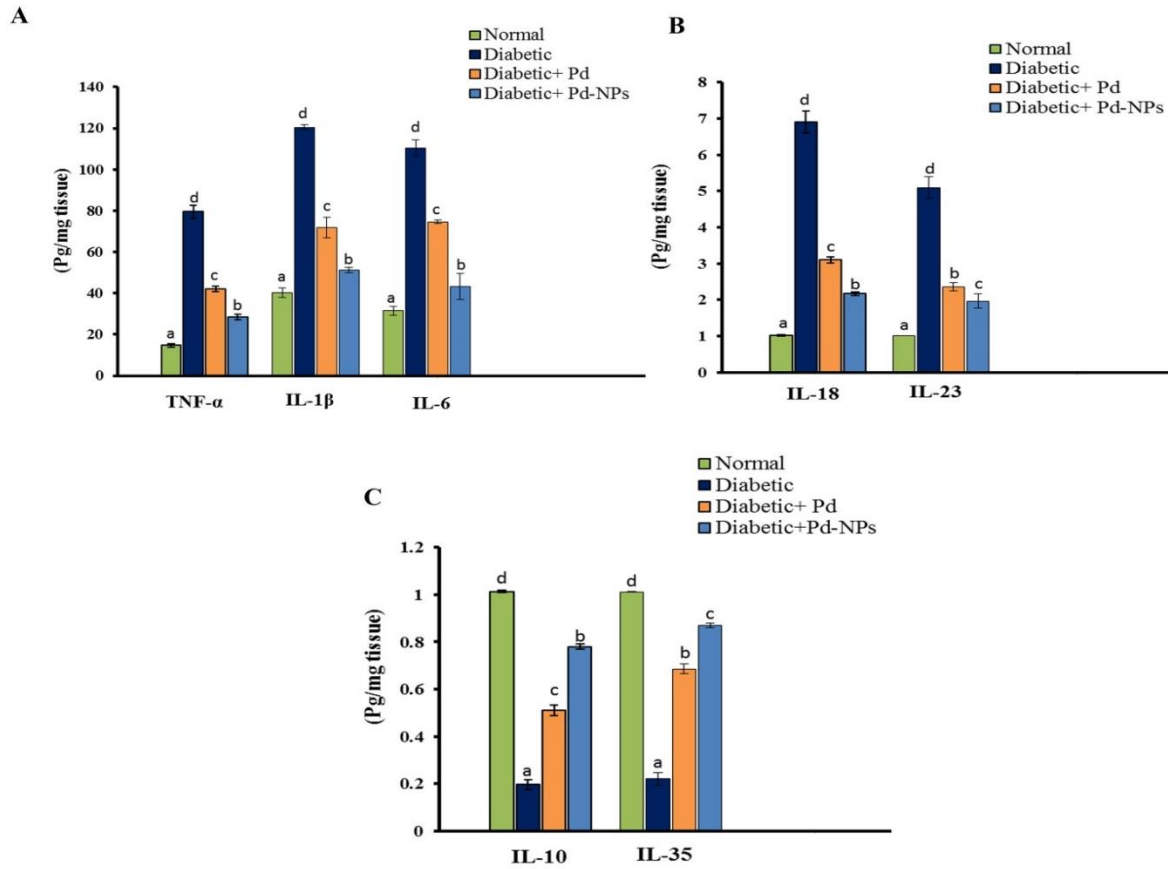 A
Normal
Diabetic
Diabetic+ Pd
Diabetic+ Pd-NPs
140
120
100
80
60
40
20
0
(Pg/mg tissue)
a
d
c
b
a
d
c
b
a
d
c
b
TNF-α IL-1β IL-6
B
Normal
Diabetic
Diabetic+ Pd
Diabetic+ Pd-NPs
8
7
6
5
4
3
2
1
0
(Pg/mg tissue)
a
d
c
b
a
d
b
c
IL-18 IL-23
C
Normal
Diabetic
Diabetic+ Pd
Diabetic+Pd-NPs
1.2
1
0.8
0.6
0.4
0.2
0
(Pg/mg tissue)
d
a
c
b
d
a
b
c
IL-10 IL-35